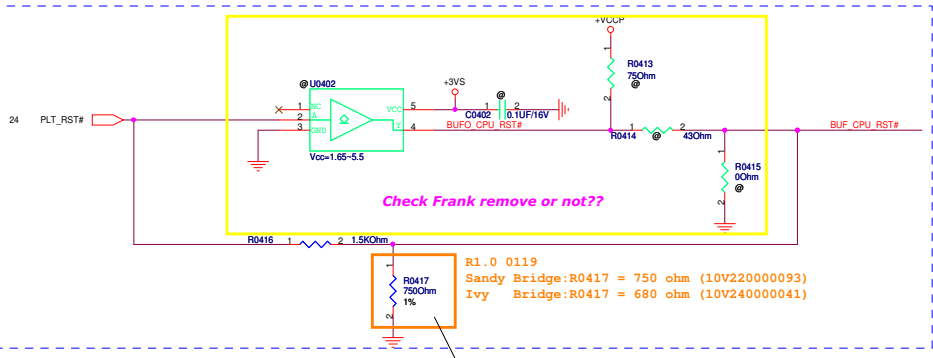 +VCCP
R0413
75Ohm
@
@ U0402
+3VS
@
1 NC VCC 5
2 A
3 GND Y 4
Vcc=1.65~5.5
C0402 1 2 0.1UF/16V
24 PLT_RST#
BUFO_CPU_RST#
R0414 1 @ 2 43Ohm
BUF_CPU_RST#
1
2
R0415
0Ohm
@
1
2
Check Frank remove or not??
R0416 1 2 1.5KOhm
1
R0417
750Ohm
1%
2
R1.0 0119
Sandy Bridge:R0417 = 750 ohm (10V220000093)
Ivy Bridge:R0417 = 680 ohm (10V240000041)